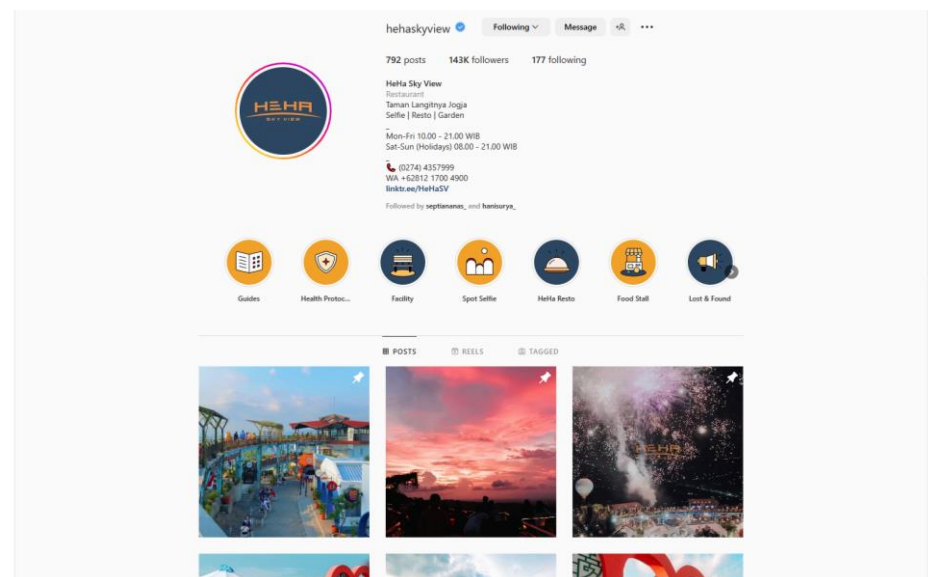 hehaskyview Following Message
792 posts 143K followers 177 following
HeHa Sky View
Restaurant
Taman Langitnya Jogja
Selfie | Resto | Garden
_
Mon-Fri 10.00 - 21.00 WIB
Sat-Sun (Holidays) 08.00 - 21.00 WIB
_
📞 (0274) 4357999
WA +62812 1700 4900
linktr.ee/HeHaSV
Followed by septiananas_ and hanisurya_
HEHA
SKY VIEW
Guides Health Protoc... Facility Spot Selfie HeHa Resto Food Stall Lost & Found
POSTS REELS TAGGED
HEHA